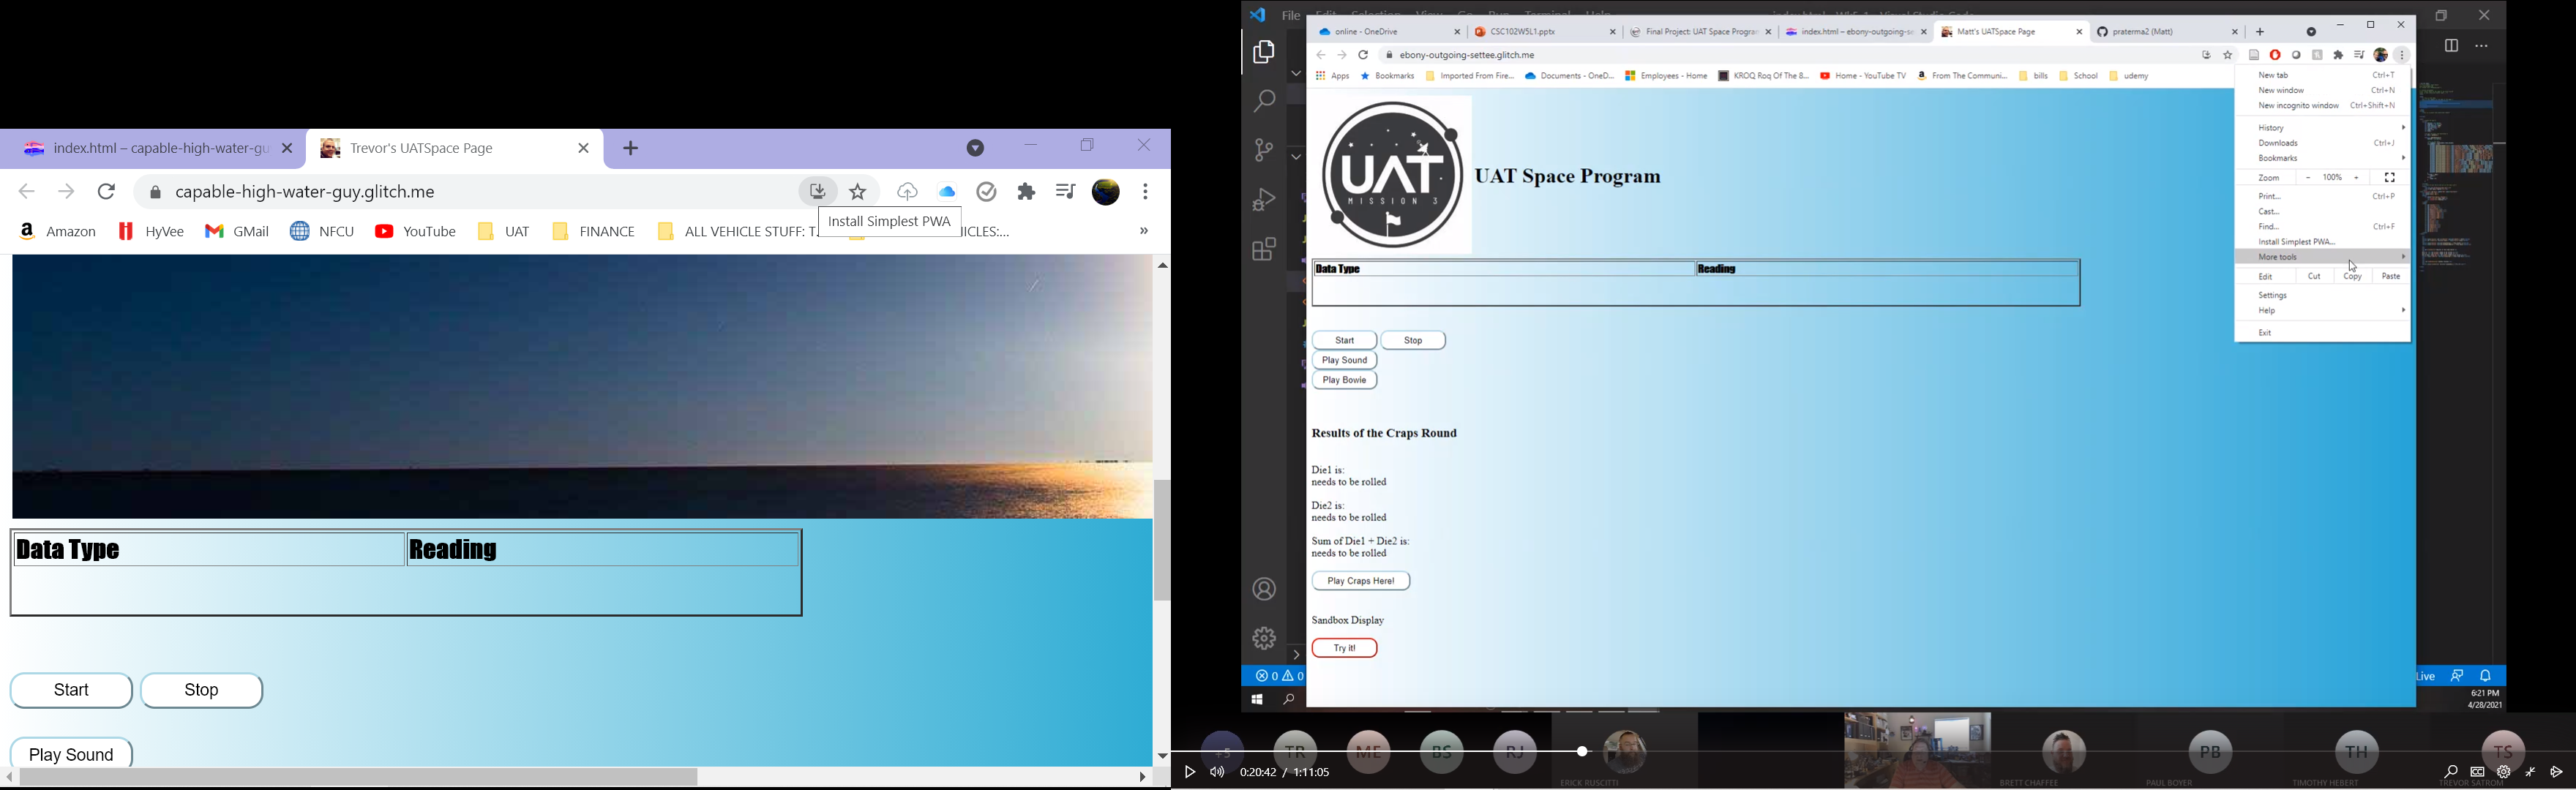 index.html – capable-high-water-gu
Trevor's UATSpace Page
capable-high-water-guy.glitch.me
Install Simplest PWA
Amazon
HyVee
GMail
NFCU
YouTube
UAT
FINANCE
ALL VEHICLE STUFF: T.
ICLES:...
»
Data Type
Reading
Start
Stop
Play Sound
File
online - OneDrive
CSC102W5L1.pptx
Final Project: UAT Space Program
index.html – ebony-outgoing-se
Matt's UATSpace Page
praterma2 (Matt)
ebony-outgoing-settee.glitch.me
Apps
Bookmarks
Imported From Fire...
Documents - OneD...
Employees - Home
KROQ Roq Of The 8...
Home - YouTube TV
From The Communi...
bills
School
udemy
New tab Ctrl+T
New window Ctrl+N
New incognito window Ctrl+Shift+N
History
Downloads Ctrl+J
Bookmarks
Zoom - 100% +
Print... Ctrl+P
Cast...
Find... Ctrl+F
Install Simplest PWA...
More tools
Edit Cut Copy Paste
Settings
Help
Exit
UAT
MISSION 3
UAT Space Program
Data Type
Reading
Start
Stop
Play Sound
Play Bowie
Results of the Craps Round
Die1 is:
needs to be rolled
Die2 is:
needs to be rolled
Sum of Die1 + Die2 is:
needs to be rolled
Play Craps Here!
Sandbox Display
Try it!
0 0
Live
6:21 PM
4/28/2021
+5
TR
ME
BS
RJ
PB
TH
TS
ERICK RUSCITTI
BRETT CHAFFEE
PAUL BOYER
TIMOTHY HEBERT
TREVOR SATROM
0:20:42 / 1:11:05
CC